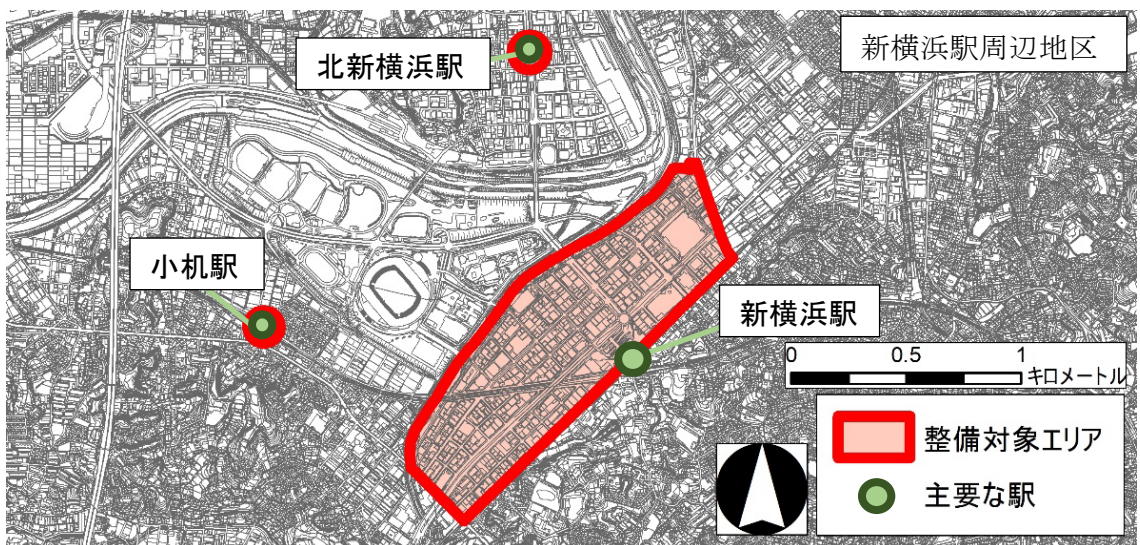 新横浜駅周辺地区
北新横浜駅
小机駅
新横浜駅
0 0.5 1
キロメートル
整備対象エリア
主要な駅